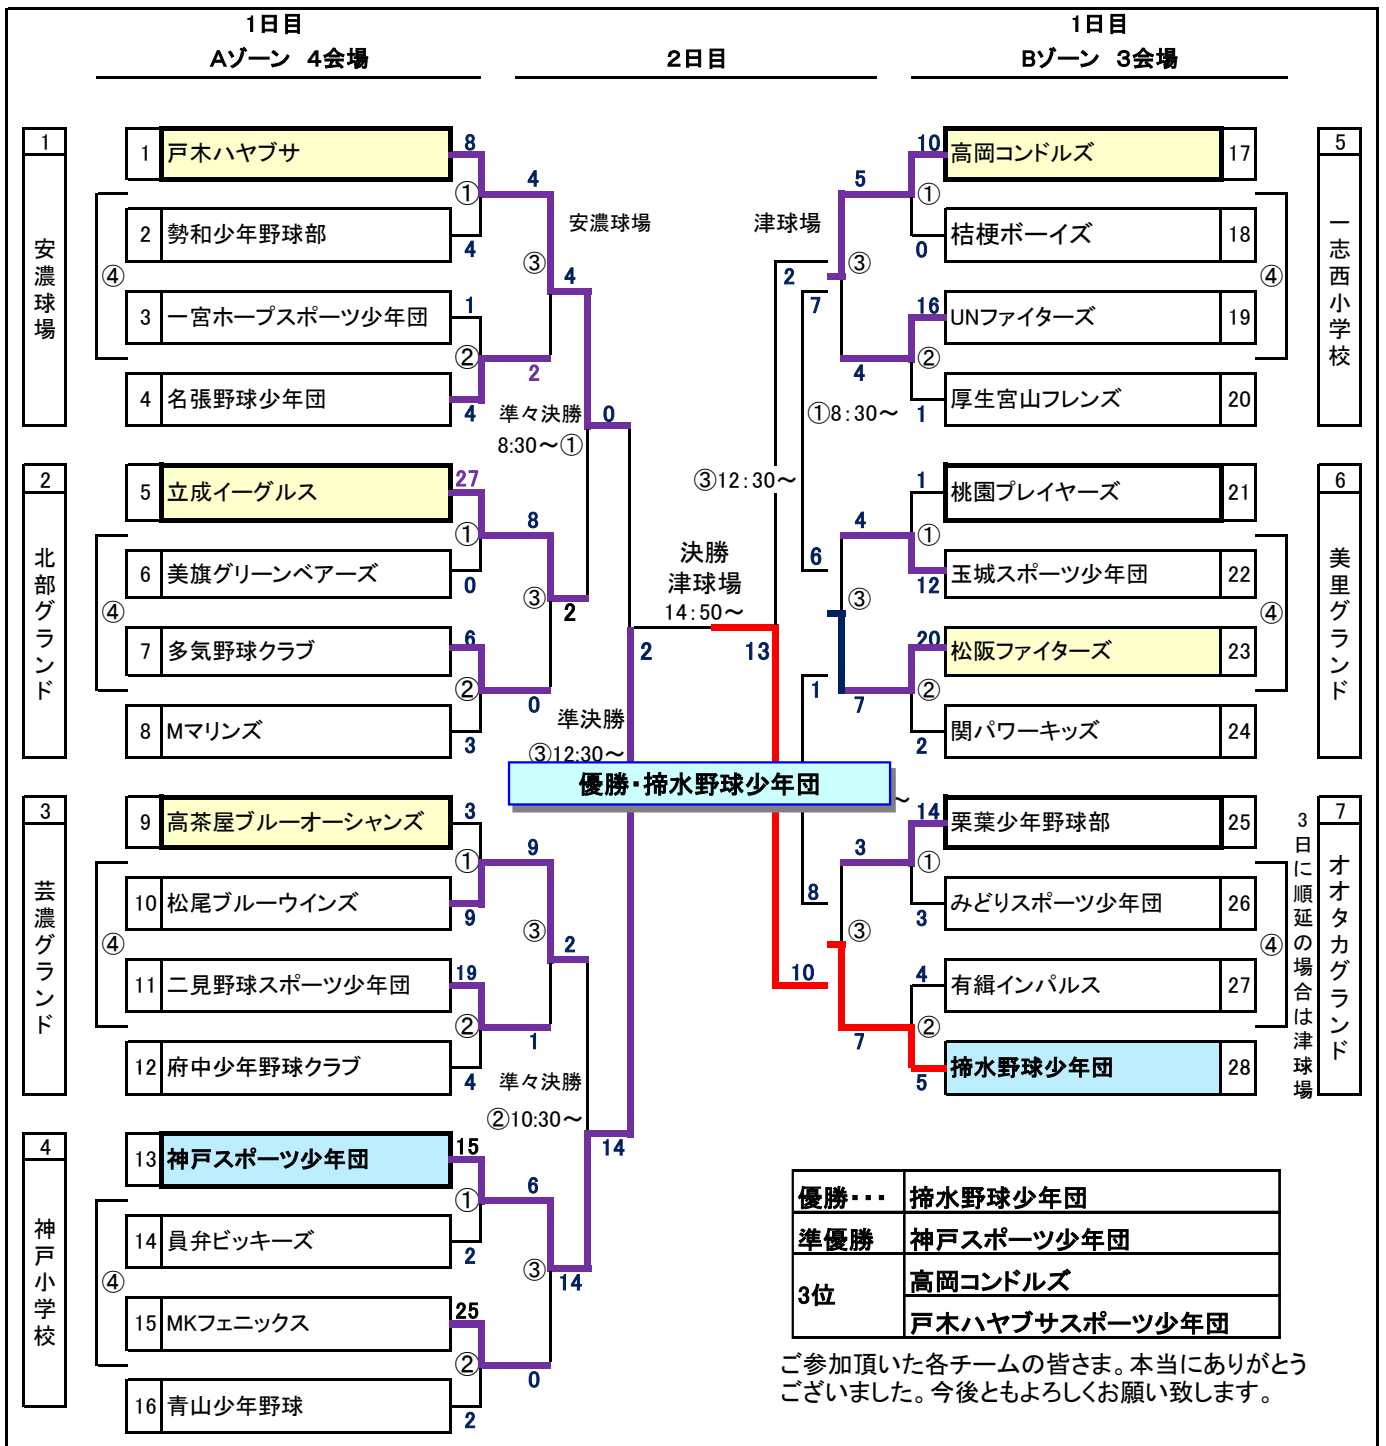 1日目
Aゾーン 4会場
2日目
1日目
Bゾーン 3会場
1
安濃球場
1 戸木ハヤブサ 8
①
2 勢和少年野球部 4
④
3 一宮ホープスポーツ少年団 1
②
4 名張野球少年団 4
4
③
2
安濃球場
4
準々決勝
8:30～①
0
2
北部グランド
5 立成イーグルス 27
①
6 美旗グリーンベアーズ 0
④
7 多気野球クラブ 6
②
8 Mマリンズ 3
8
③
0
2
3
芸濃グランド
9 高茶屋ブルーオーシャンズ 3
①
10 松尾ブルーウインズ 9
④
11 二見野球スポーツ少年団 19
②
12 府中少年野球クラブ 4
9
③
1
2
準々決勝
②10:30～
14
4
神戸小学校
13 神戸スポーツ少年団 15
①
14 員弁ビッキーズ 2
④
15 MKフェニックス 25
②
16 青山少年野球 2
6
③
0
14
準決勝
③12:30～
決勝
津球場
14:50～
2
13
優勝・揥水野球少年団
～
津球場
2
7
①8:30～
③12:30～
6
1
8
10
5
一志西小学校
10 高岡コンドルズ 17
①
0 桔梗ボーイズ 18
④
16 UNファイターズ 19
②
1 厚生宮山フレンズ 20
5
③
4
6
美里グランド
1 桃園プレイヤーズ 21
①
12 玉城スポーツ少年団 22
④
20 松阪ファイターズ 23
②
2 関パワーキッズ 24
4
③
7
7
オオタカグランド
3日に順延の場合は津球場
14 栗葉少年野球部 25
①
3 みどりスポーツ少年団 26
④
4 有緝インパルス 27
②
5 揥水野球少年団 28
3
③
7
優勝･･･ 揥水野球少年団
準優勝 神戸スポーツ少年団
3位 高岡コンドルズ
戸木ハヤブサスポーツ少年団
ご参加頂いた各チームの皆さま。本当にありがとう
ございました。今後ともよろしくお願い致します。